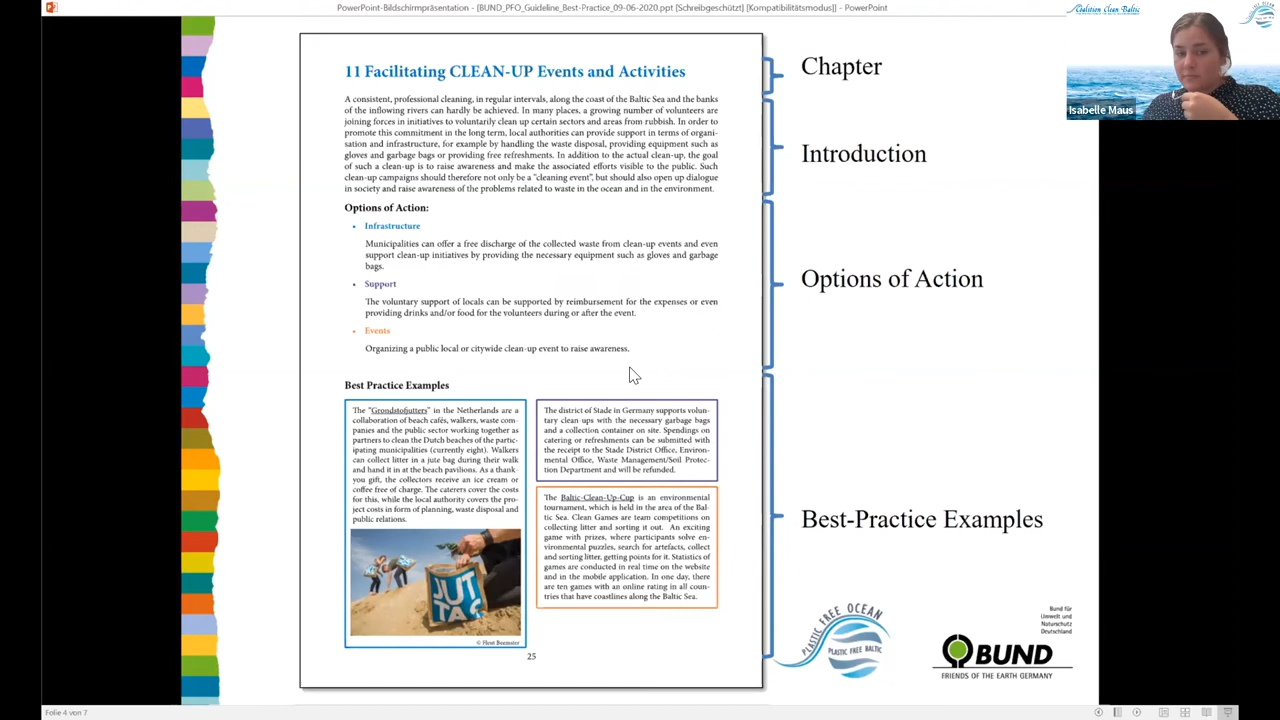 PowerPoint-Bildschirmpräsentation - [BUND_PFO_Guideline_Best-Practice_09-06-2020.ppt [Schreibgeschützt] [Kompatibilitätsmodus]] - PowerPoint
Coalition Clean Baltic
Isabelle Maus
11 Facilitating CLEAN-UP Events and Activities
A consistent, professional cleaning, in regular intervals, along the coast of the Baltic Sea and the banks
of the inflowing rivers can hardly be achieved. In many places, a growing number of volunteers are
joining forces in initiatives to voluntarily clean up certain sectors and areas from rubbish. In order to
promote this commitment in the long term, local authorities can provide support in terms of organi-
sation and infrastructure, for example by handling the waste disposal, providing equipment such as
gloves and garbage bags or providing free refreshments. In addition to the actual clean-up, the goal
of such a clean-up is to raise awareness and make the associated efforts visible to the public. Such
clean-up campaigns should therefore not only be a "cleaning event", but should also open up dialogue
in society and raise awareness of the problems related to waste in the ocean and in the environment.
Options of Action:
• Infrastructure
Municipalities can offer a free discharge of the collected waste from clean-up events and even
support clean-up initiatives by providing the necessary equipment such as gloves and garbage
bags.
• Support
The voluntary support of locals can be supported by reimbursement for the expenses or even
providing drinks and/or food for the volunteers during or after the event.
• Events
Organizing a public local or citywide clean-up event to raise awareness.
Best Practice Examples
The "Grondstofjutters" in the Netherlands are a
collaboration of beach cafés, walkers, waste com-
panies and the public sector working together as
partners to clean the Dutch beaches of the partic-
ipating municipalities (currently eight). Walkers
can collect litter in a jute bag during their walk
and hand it in at the beach pavilions. As a thank-
you gift, the collectors receive an ice cream or
coffee free of charge. The caterers cover the costs
for this, while the local authority covers the pro-
ject costs in form of planning, waste disposal and
public relations.
JUT
TAS
© Hent Beemster
The district of Stade in Germany supports volun-
tary clean ups with the necessary garbage bags
and a collection container on site. Spendings on
catering or refreshments can be submitted with
the receipt to the Stade District Office, Environ-
mental Office, Waste Management/Soil Protec-
tion Department and will be refunded.
The Baltic-Clean-Up-Cup is an environmental
tournament, which is held in the area of the Bal-
tic Sea. Clean Games are team competitions on
collecting litter and sorting it out. An exciting
game with prizes, where participants solve en-
vironmental puzzles, search for artefacts, collect
and sorting litter, getting points for it. Statistics of
games are conducted in real time on the website
and in the mobile application. In one day, there
are ten games with an online rating in all coun-
tries that have coastlines along the Baltic Sea.
25
Chapter
Introduction
Options of Action
Best-Practice Examples
PLASTIC FREE OCEAN
PLASTIC FREE BALTIC
Bund für
Umwelt und
Naturschutz
Deutschland
BUND
FRIENDS OF THE EARTH GERMANY
Folie 4 von 7